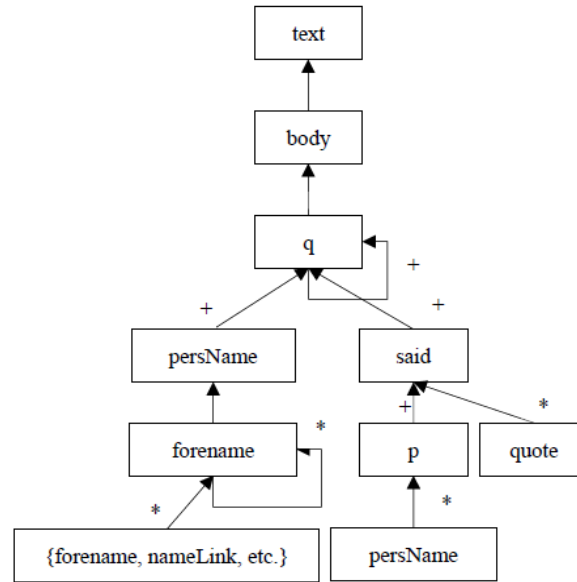 text
body
q
+
+
+
persName
said
*
+
*
forename
p
quote
*
*
{forename, nameLink, etc.}
persName